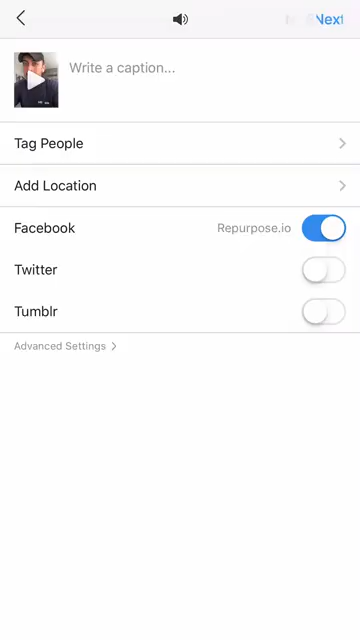 Next
Write a caption...
Tag People
Add Location
Facebook Repurpose.io
Twitter
Tumblr
Advanced Settings